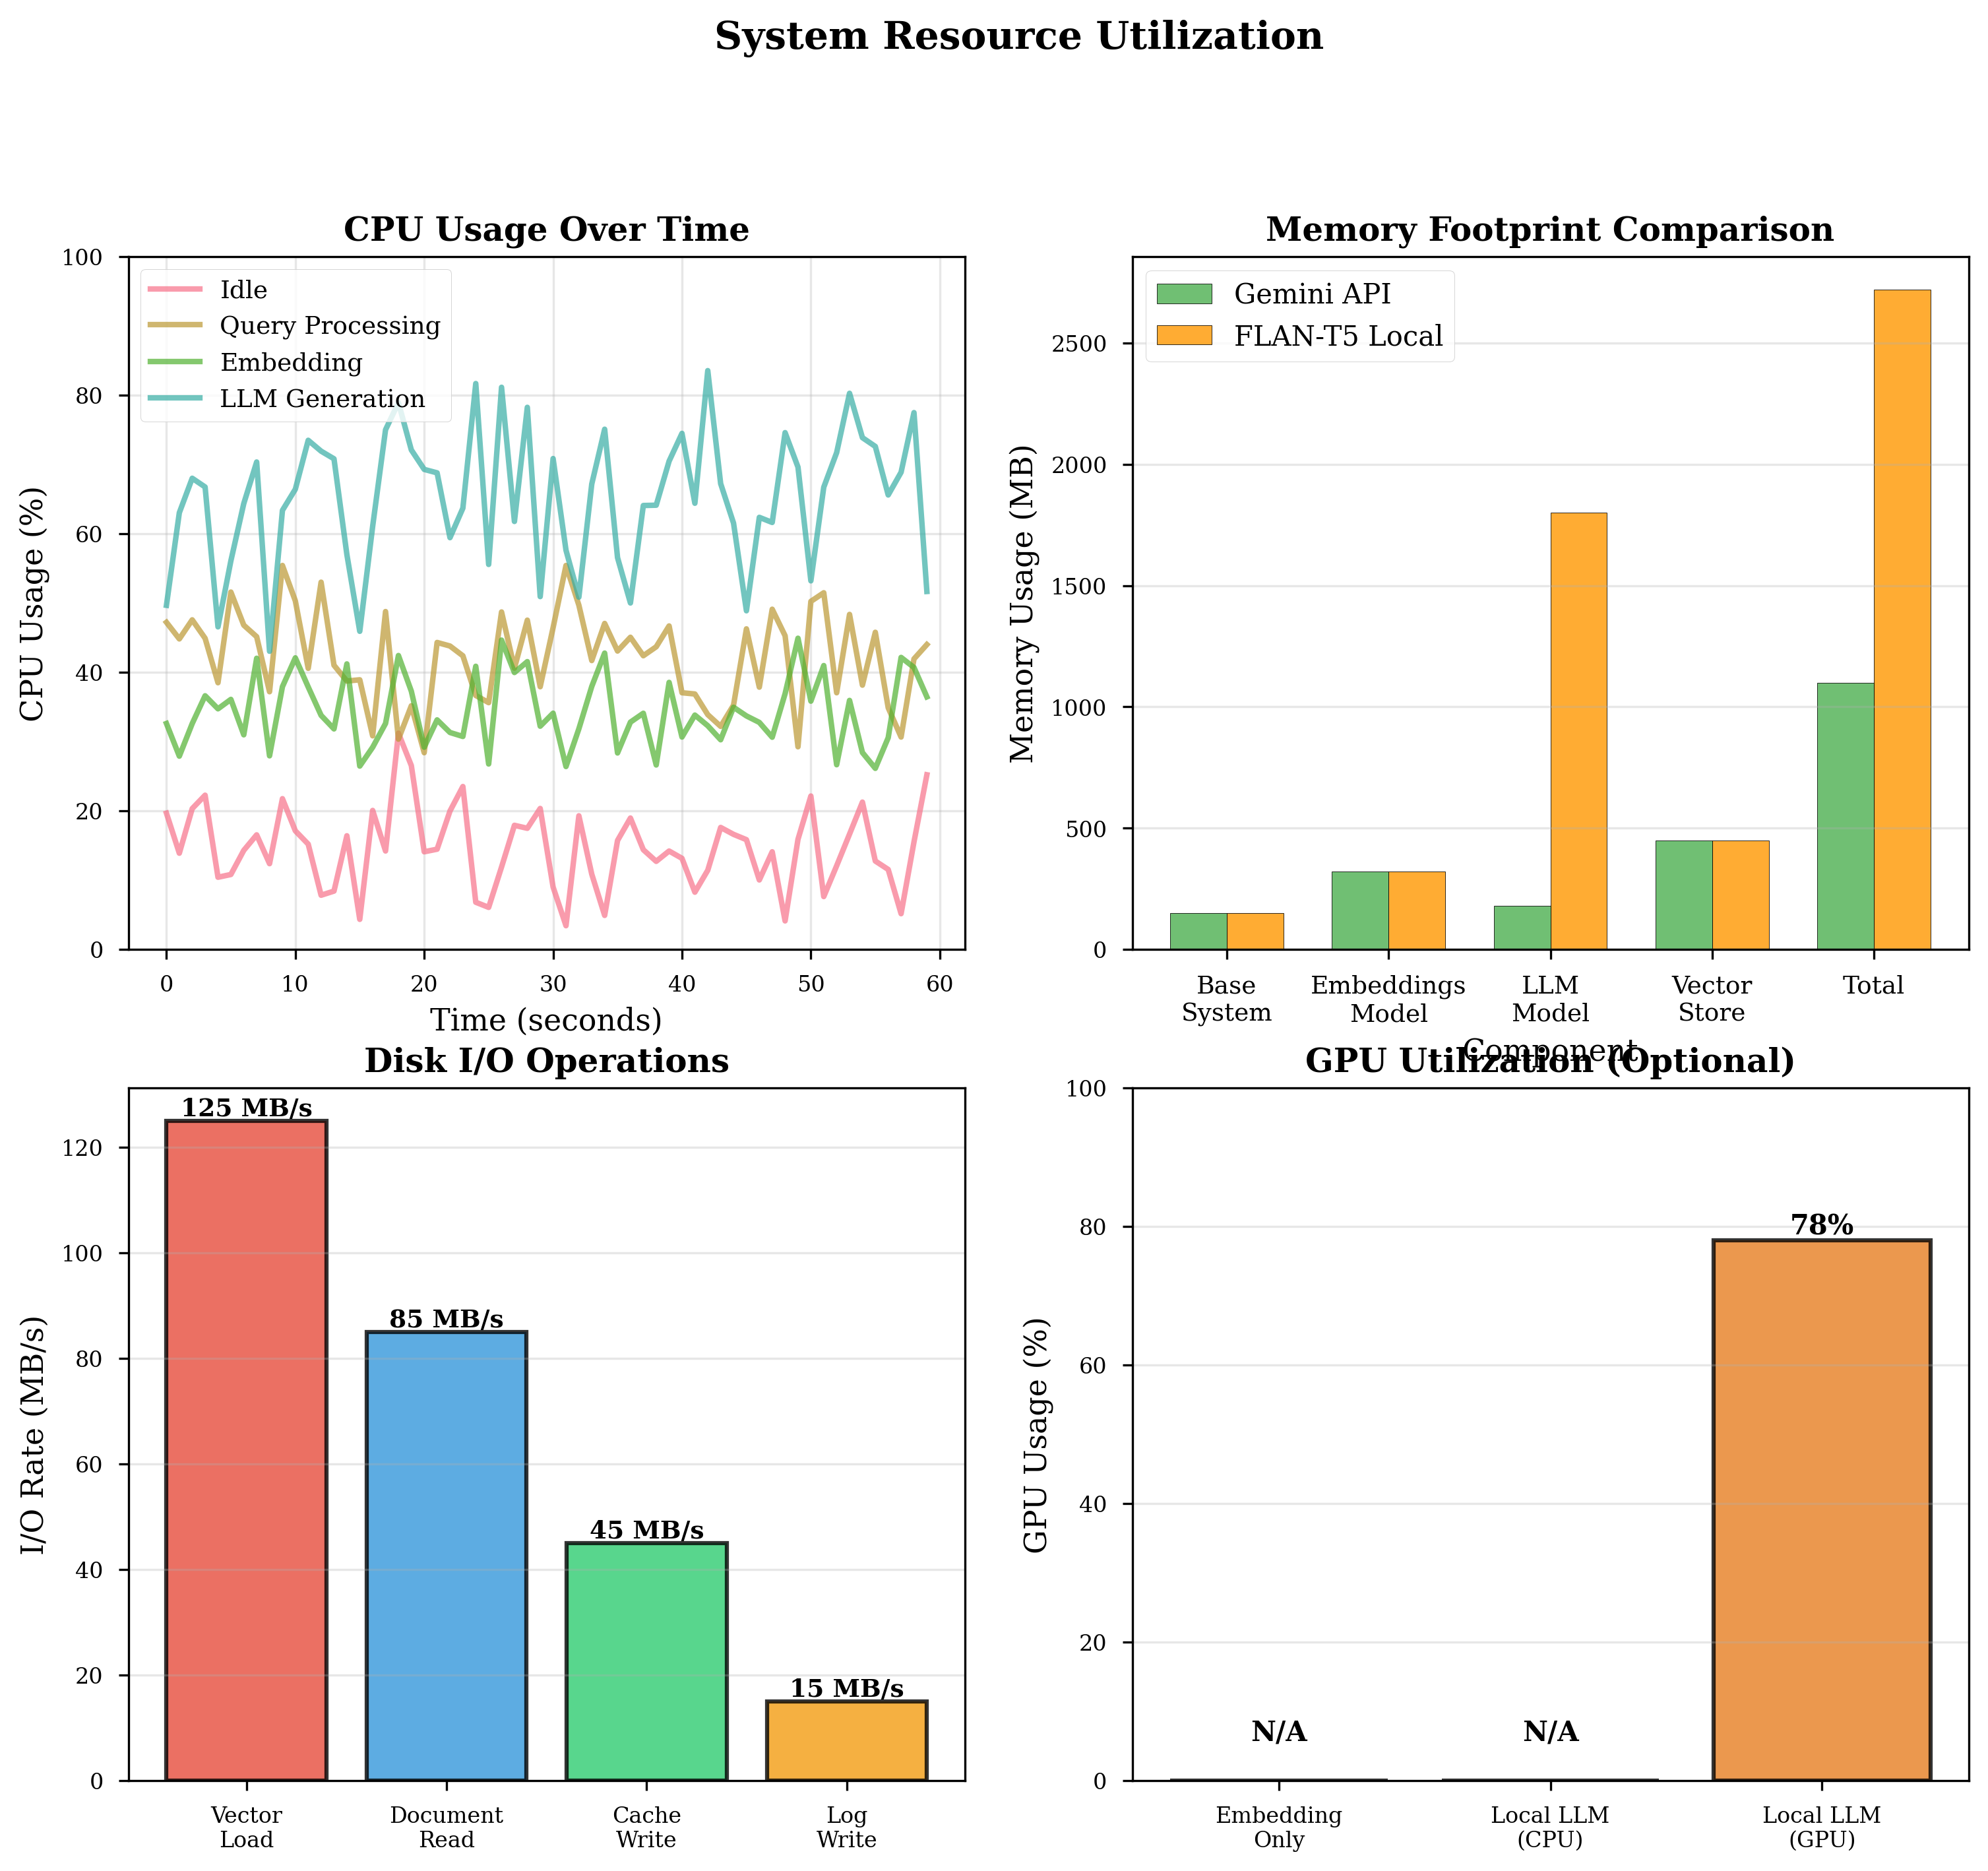 System Resource Utilization
CPU Usage Over Time
100
80
60
40
20
0
CPU Usage (%)
Idle
Query Processing
Embedding
LLM Generation
0 10 20 30 40 50 60
Time (seconds)
Memory Footprint Comparison
2500
2000
1500
1000
500
0
Memory Usage (MB)
Gemini API
FLAN-T5 Local
Base
System
Embeddings
Model
LLM
Model
Vector
Store
Total
Component
Disk I/O Operations
120
100
80
60
40
20
0
I/O Rate (MB/s)
125 MB/s
85 MB/s
45 MB/s
15 MB/s
Vector
Load
Document
Read
Cache
Write
Log
Write
GPU Utilization (Optional)
100
80
60
40
20
0
GPU Usage (%)
N/A
N/A
78%
Embedding
Only
Local LLM
(CPU)
Local LLM
(GPU)